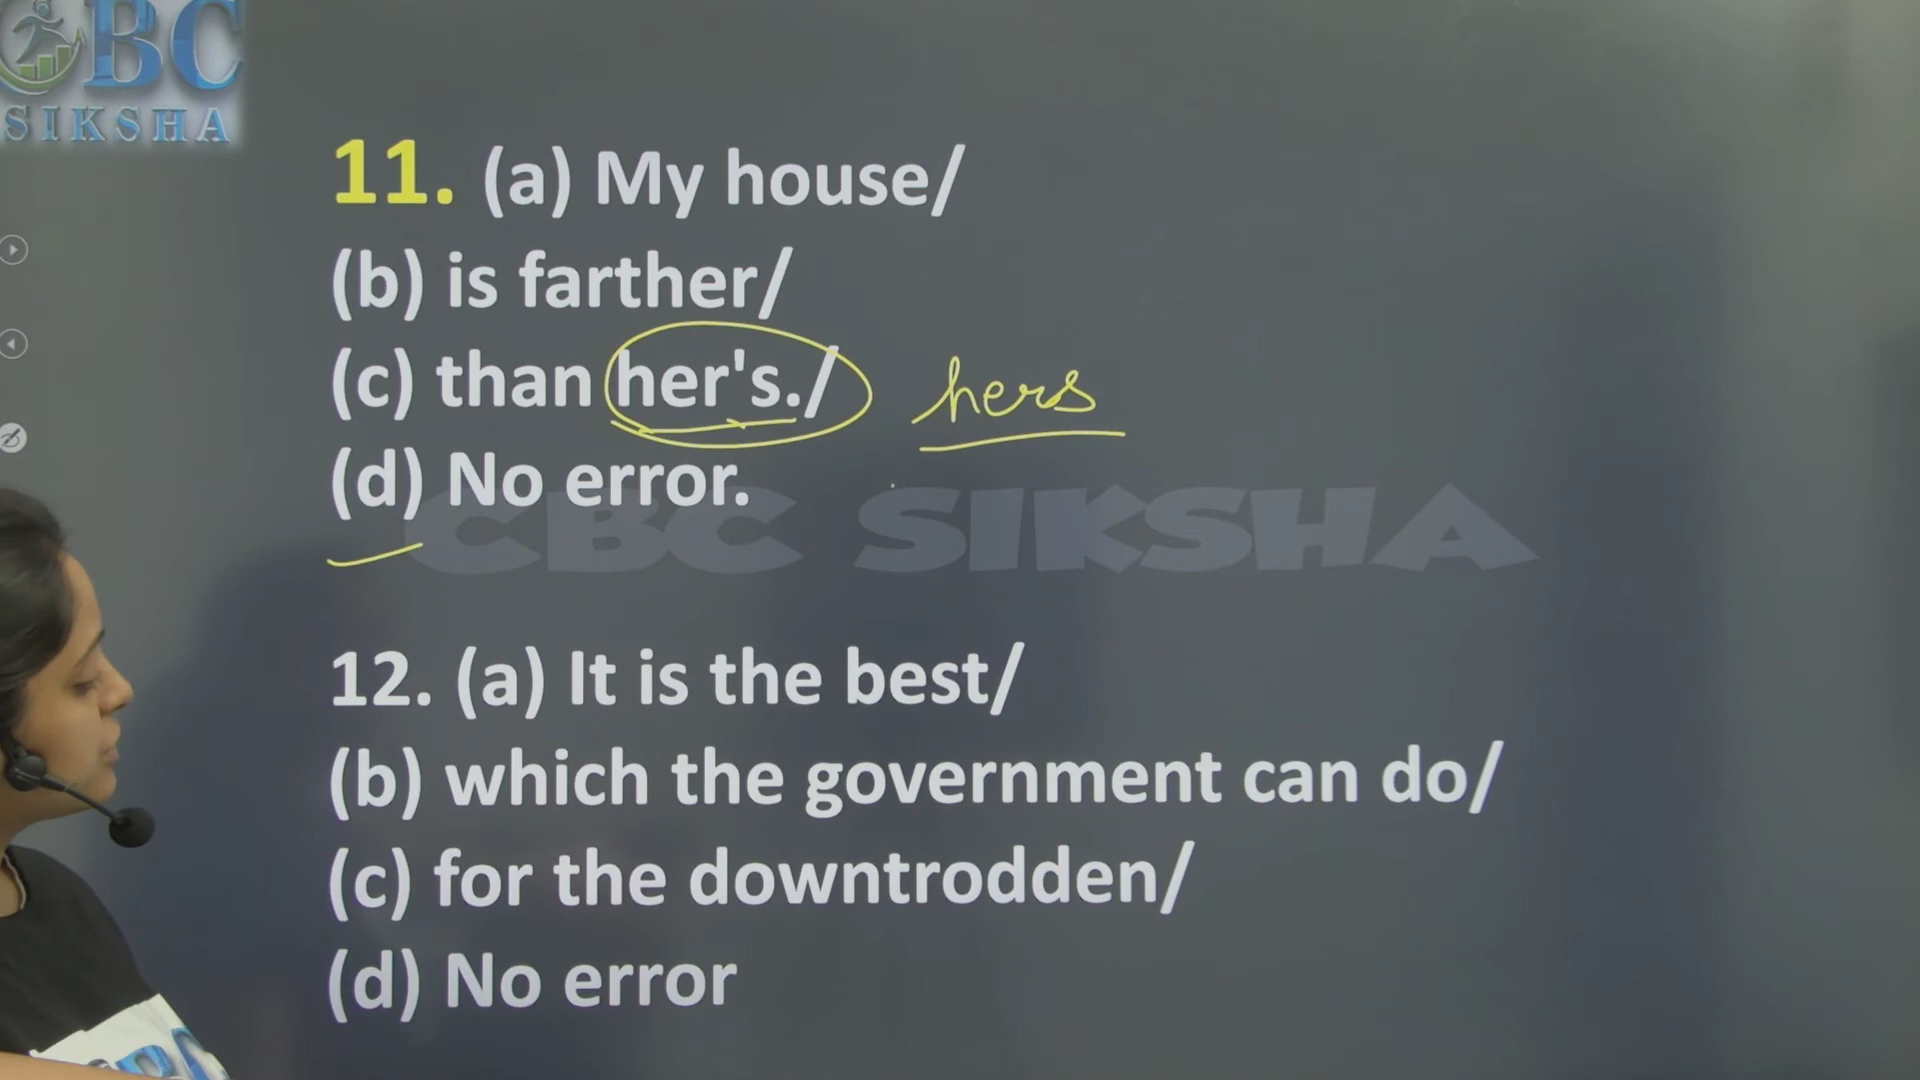 CBC
SIKSHA
11. (a) My house/
(b) is farther/
(c) than her's./ hers
(d) No error.
CBC SIKSHA
12. (a) It is the best/
(b) which the government can do/
(c) for the downtrodden/
(d) No error